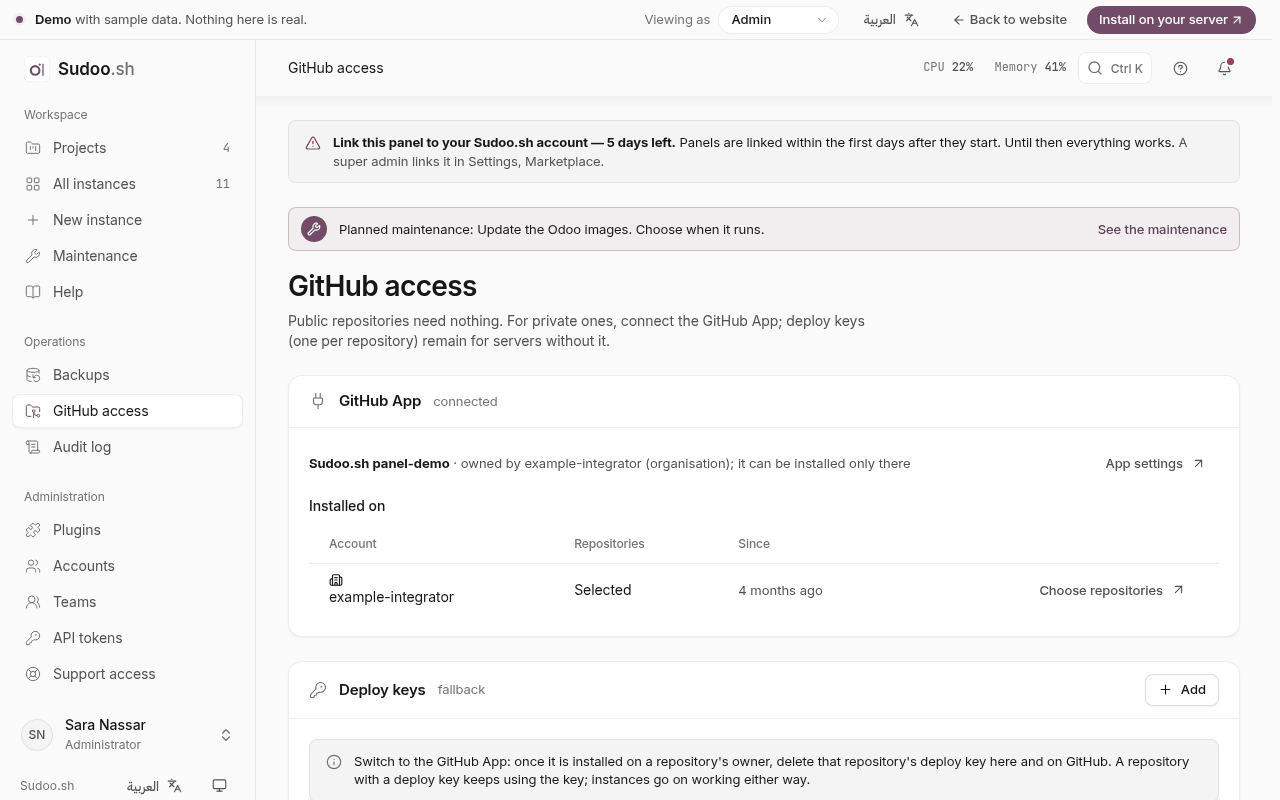 Demo with sample data. Nothing here is real.
Viewing as
Admin
العربية
Back to website
Install on your server
Sudoo.sh
GitHub access
CPU 22%
Memory 41%
Ctrl K
Workspace
Projects 4
All instances 11
New instance
Maintenance
Help
Operations
Backups
GitHub access
Audit log
Administration
Plugins
Accounts
Teams
API tokens
Support access
SN
Sara Nassar
Administrator
Sudoo.sh
العربية
Link this panel to your Sudoo.sh account — 5 days left. Panels are linked within the first days after they start. Until then everything works. A
super admin links it in Settings, Marketplace.
Planned maintenance: Update the Odoo images. Choose when it runs.
See the maintenance
GitHub access
Public repositories need nothing. For private ones, connect the GitHub App; deploy keys
(one per repository) remain for servers without it.
GitHub App connected
Sudoo.sh panel-demo · owned by example-integrator (organisation); it can be installed only there
App settings
Installed on
Account Repositories Since
example-integrator Selected 4 months ago Choose repositories
Deploy keys fallback
Add
Switch to the GitHub App: once it is installed on a repository's owner, delete that repository's deploy key here and on GitHub. A repository
with a deploy key keeps using the key; instances go on working either way.